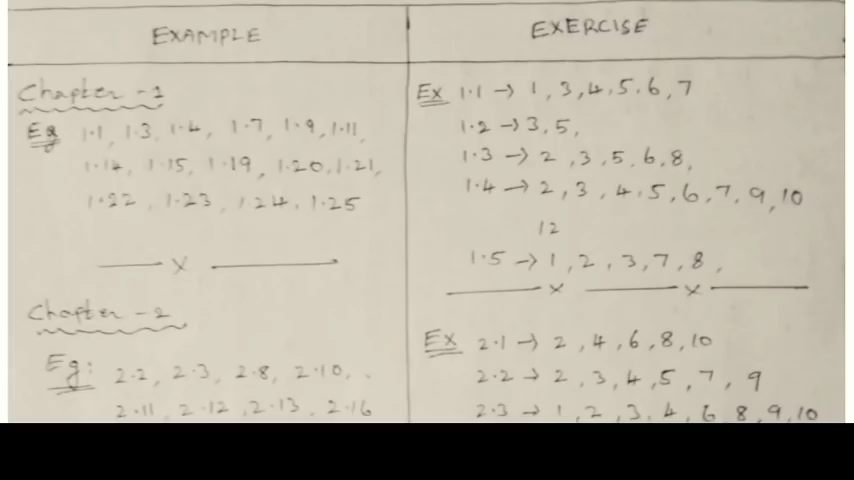 EXAMPLE
Chapter - 1
Eg 1.1, 1.3, 1.4, 1.7, 1.9, 1.11,
1.14, 1.15, 1.19, 1.20, 1.21,
1.22, 1.23, 1.24, 1.25
x
Chapter - 2
Eg: 2.2, 2.3, 2.8, 2.10,
2.11, 2.12, 2.13, 2.16
EXERCISE
Ex 1.1 → 1, 3, 4, 5, 6, 7
1.2 → 3, 5,
1.3 → 2, 3, 5, 6, 8,
1.4 → 2, 3, 4, 5, 6, 7, 9, 10
12
1.5 → 1, 2, 3, 7, 8,
x x
Ex 2.1 → 2, 4, 6, 8, 10
2.2 → 2, 3, 4, 5, 7, 9
2.3 → 1, 2, 3, 4, 6, 8, 9, 10